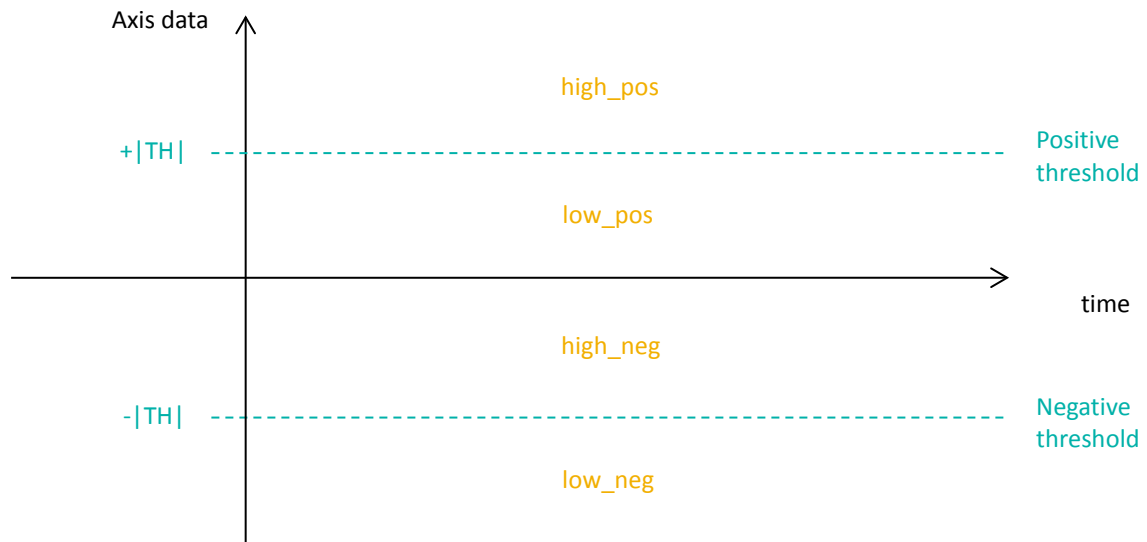 Axis data
high_pos
+|TH|
Positive
threshold
low_pos
time
high_neg
-|TH|
Negative
threshold
low_neg